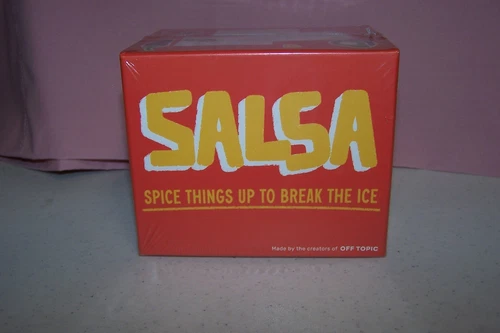 SALSA
SPICE THINGS UP TO BREAK THE ICE
Made by the creators of OFF TOPIC